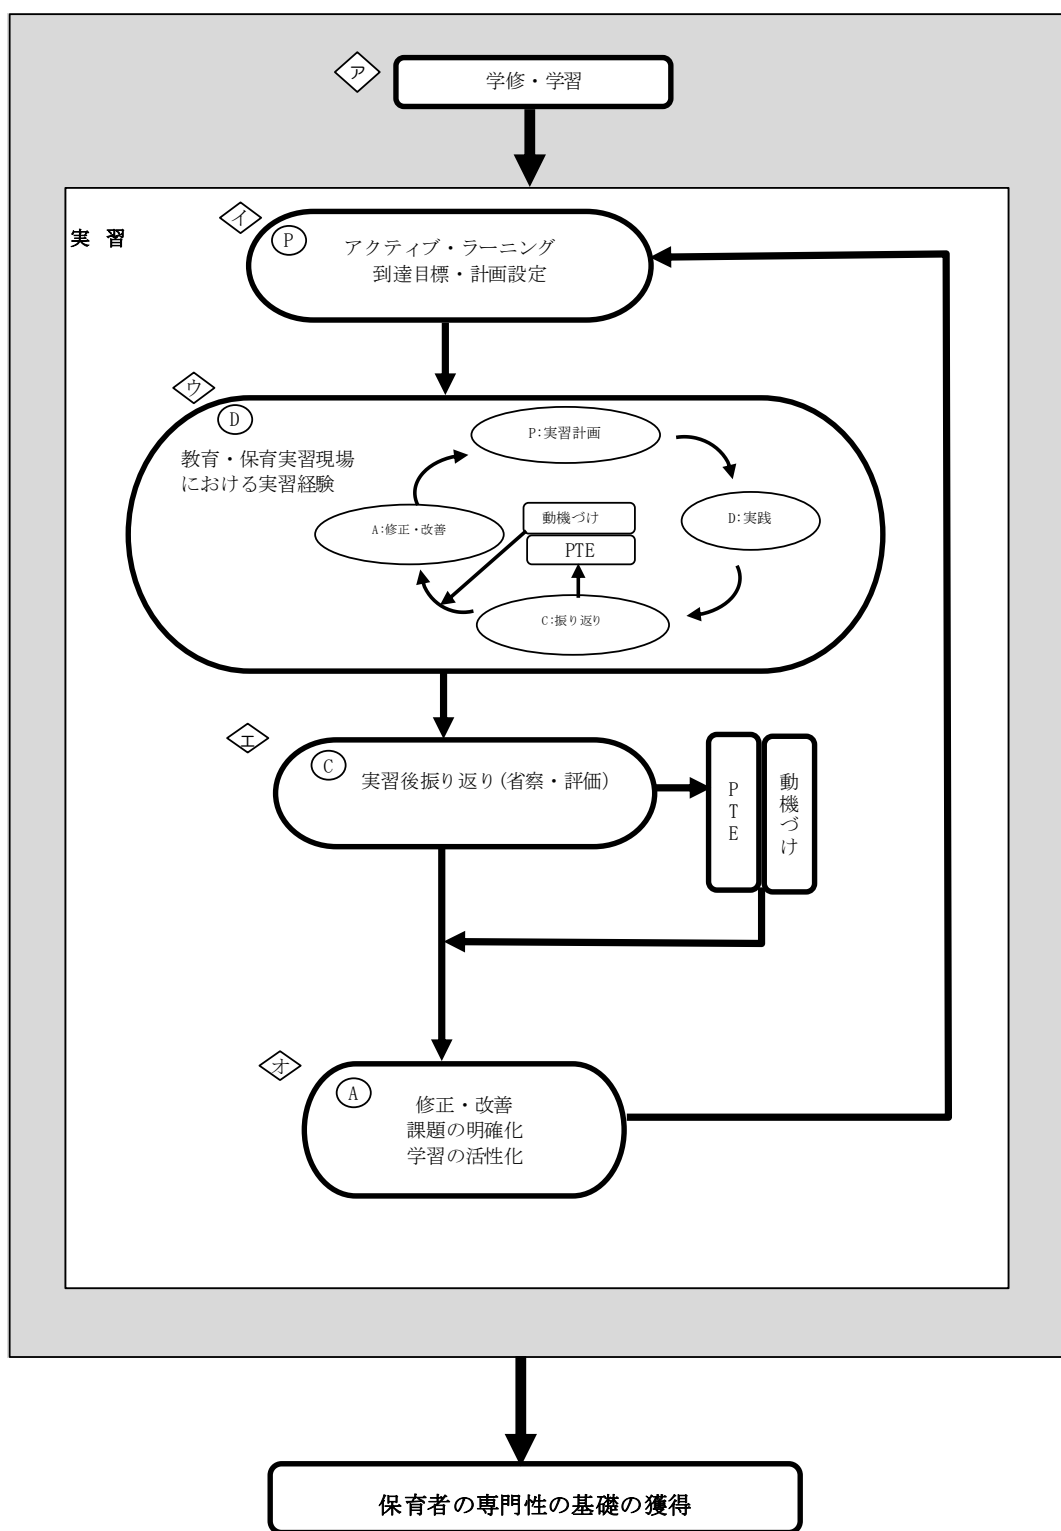 ア
学修・学習
実 習
イ
P
アクティブ・ラーニング
到達目標・計画設定
ウ
D
教育・保育実習現場
における実習経験
P:実習計画
D:実践
A:修正・改善
動機づけ
PTE
C:振り返り
エ
C
実習後振り返り(省察・評価)
PTE
動機づけ
オ
A
修正・改善
課題の明確化
学習の活性化
保育者の専門性の基礎の獲得